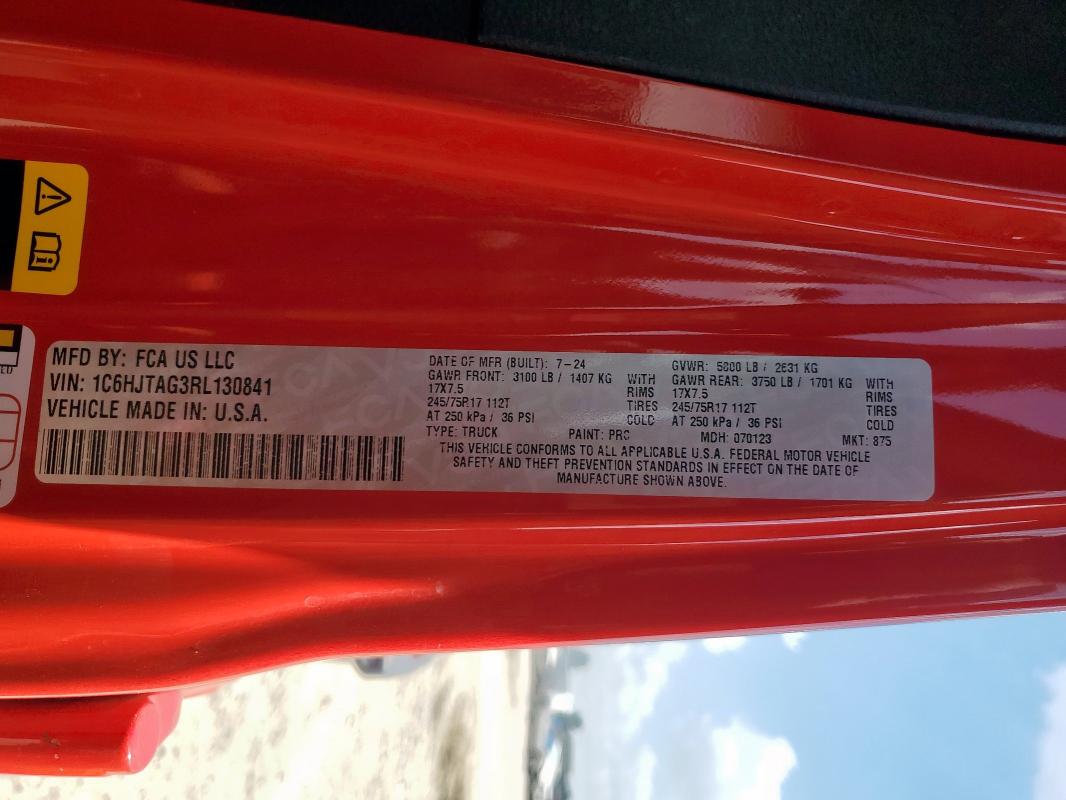 MFD BY: FCA US LLC
VIN: 1C6HJTAG3RL130841
VEHICLE MADE IN: U.S.A.
DATE OF MFR (BUILT): 7-24 GVWR: 5800 LB / 2631 KG
GAWR FRONT: 3100 LB / 1407 KG WITH GAWR REAR: 3750 LB / 1701 KG WITH
17X7.5 RIMS 17X7.5 RIMS
245/75R17 112T TIRES 245/75R17 112T TIRES
AT 250 kPa / 36 PSI COLD AT 250 kPa / 36 PSI COLD
TYPE: TRUCK PAINT: PRC MDH: 070123 MKT: 875
THIS VEHICLE CONFORMS TO ALL APPLICABLE U.S.A. FEDERAL MOTOR VEHICLE
SAFETY AND THEFT PREVENTION STANDARDS IN EFFECT ON THE DATE OF
MANUFACTURE SHOWN ABOVE.